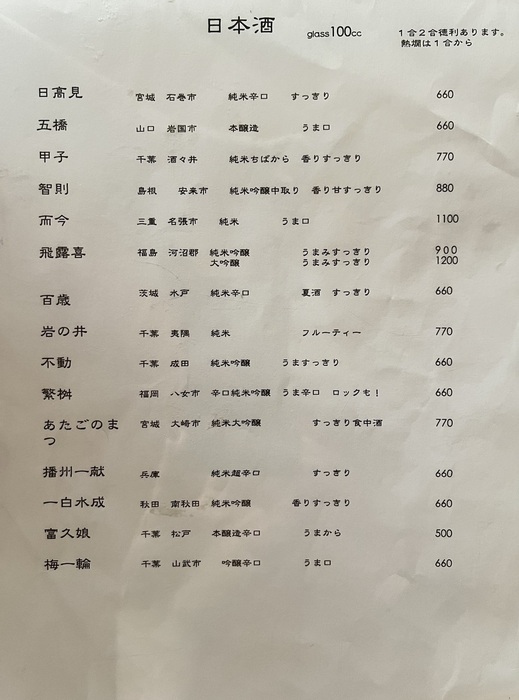 日本酒 glass100cc 1合2合徳利あります。
熱燗は1合から
日高見 宮城 石巻市 純米辛口 すっきり 660
五橋 山口 岩国市 本醸造 うま口 660
甲子 千葉 酒々井 純米ちばから 香りすっきり 770
智則 島根 安来市 純米吟醸中取り 香り甘すっきり 880
而今 三重 名張市 純米 うま口 1100
飛露喜 福島 河沼郡 純米吟醸 うまみすっきり 900
大吟醸 うまみすっきり 1200
百歳 茨城 水戸 純米辛口 夏酒 すっきり 660
岩の井 千葉 夷隅 純米 フルーティー 770
不動 千葉 成田 純米吟醸 うますっきり 660
繁桝 福岡 八女市 辛口純米吟醸 うま辛口 ロックも! 660
あたごのま 宮城 大崎市 純米大吟醸 すっきり食中酒 770
つ
播州一献 兵庫 純米超辛口 すっきり 660
一白水成 秋田 南秋田 純米吟醸 香りすっきり 660
富久娘 千葉 松戸 本醸造辛口 うまから 500
梅一輪 千葉 山武市 吟醸辛口 うま口 660